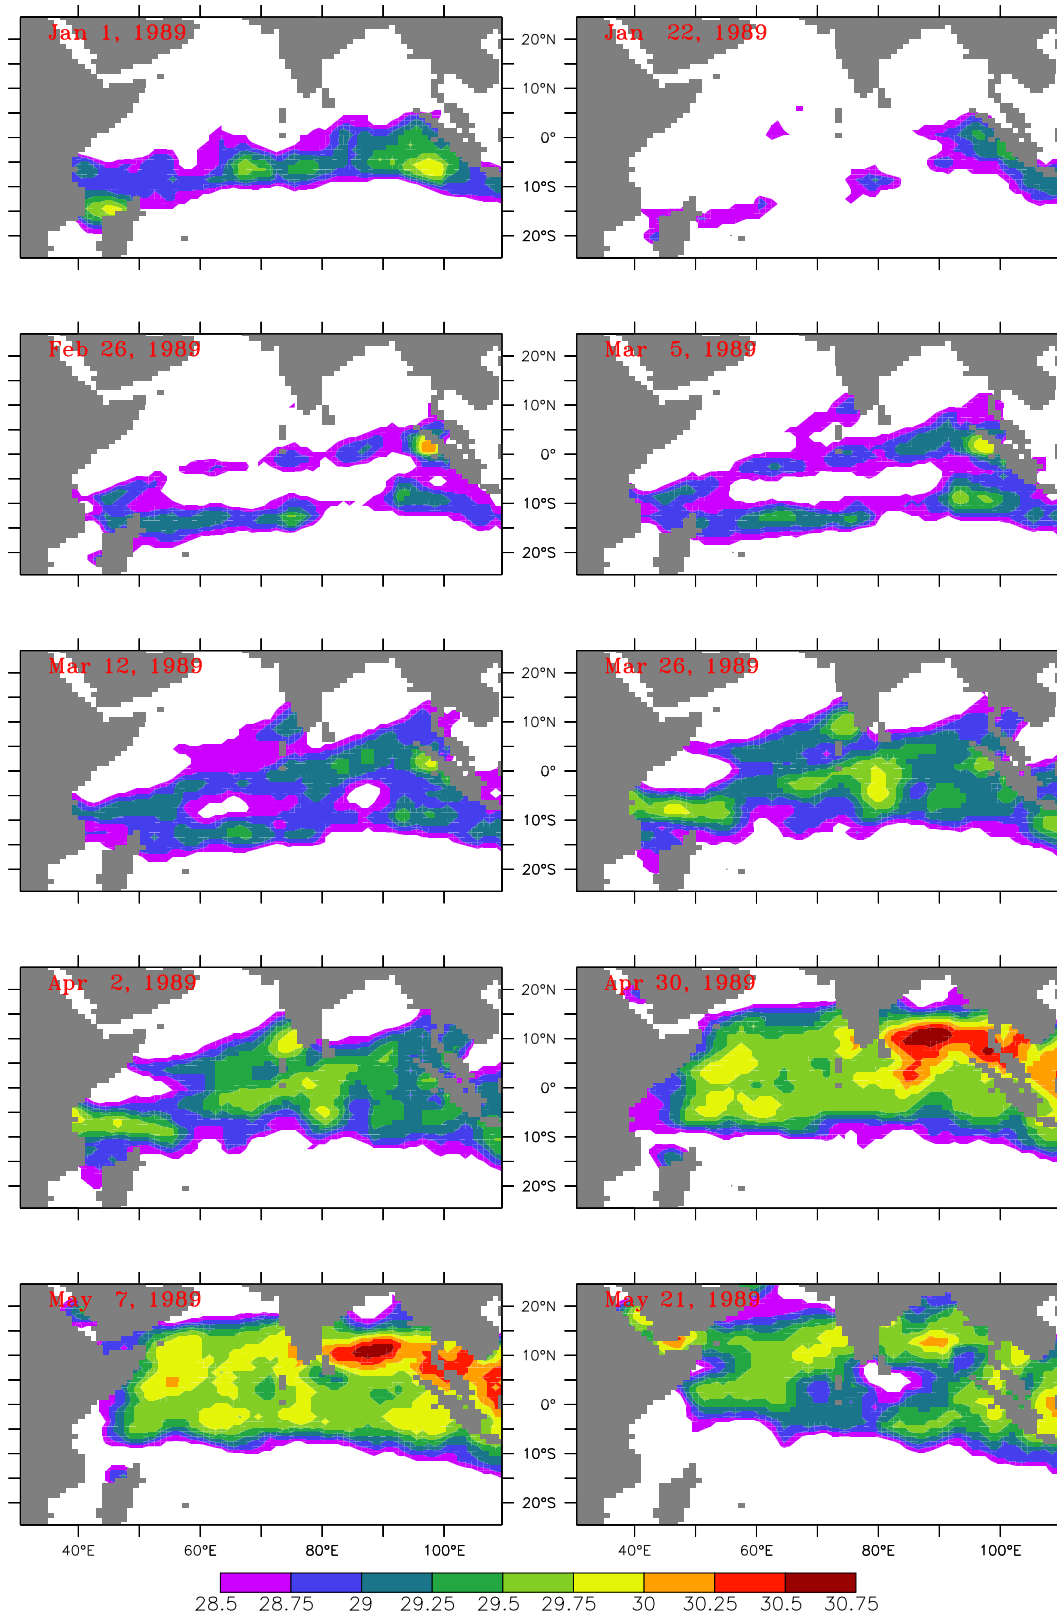 Jan 1, 1989
Jan 22, 1989
20°N
10°N
0°
10°S
20°S
Feb 26, 1989
Mar 5, 1989
20°N
10°N
0°
10°S
20°S
Mar 12, 1989
Mar 26, 1989
20°N
10°N
0°
10°S
20°S
Apr 2, 1989
Apr 30, 1989
20°N
10°N
0°
10°S
20°S
May 7, 1989
May 21, 1989
20°N
10°N
0°
10°S
20°S
40°E 60°E 80°E 100°E 40°E 60°E 80°E 100°E
28.5 28.75 29 29.25 29.5 29.75 30 30.25 30.5 30.75